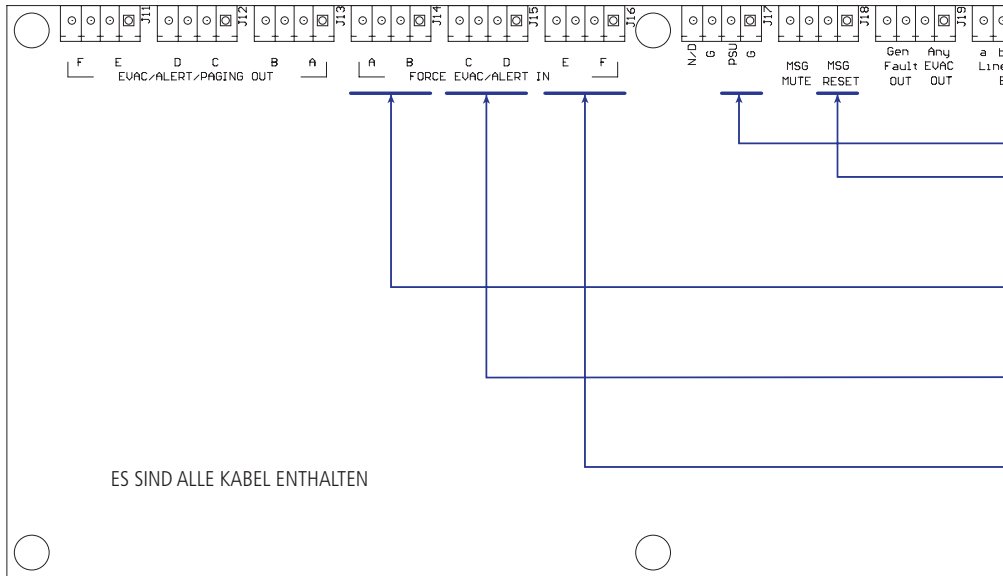 J11 J12 J13 J14 J15 J16 J17 J18 J19
F E D C B A
EVAC/ALERT/PAGING OUT
A B C D E F
FORCE EVAC/ALERT IN
N/D G PSU G
MSG MUTE
MSG RESET
Gen Fault OUT
Any EVAC OUT
a b
Line
E
ES SIND ALLE KABEL ENTHALTEN